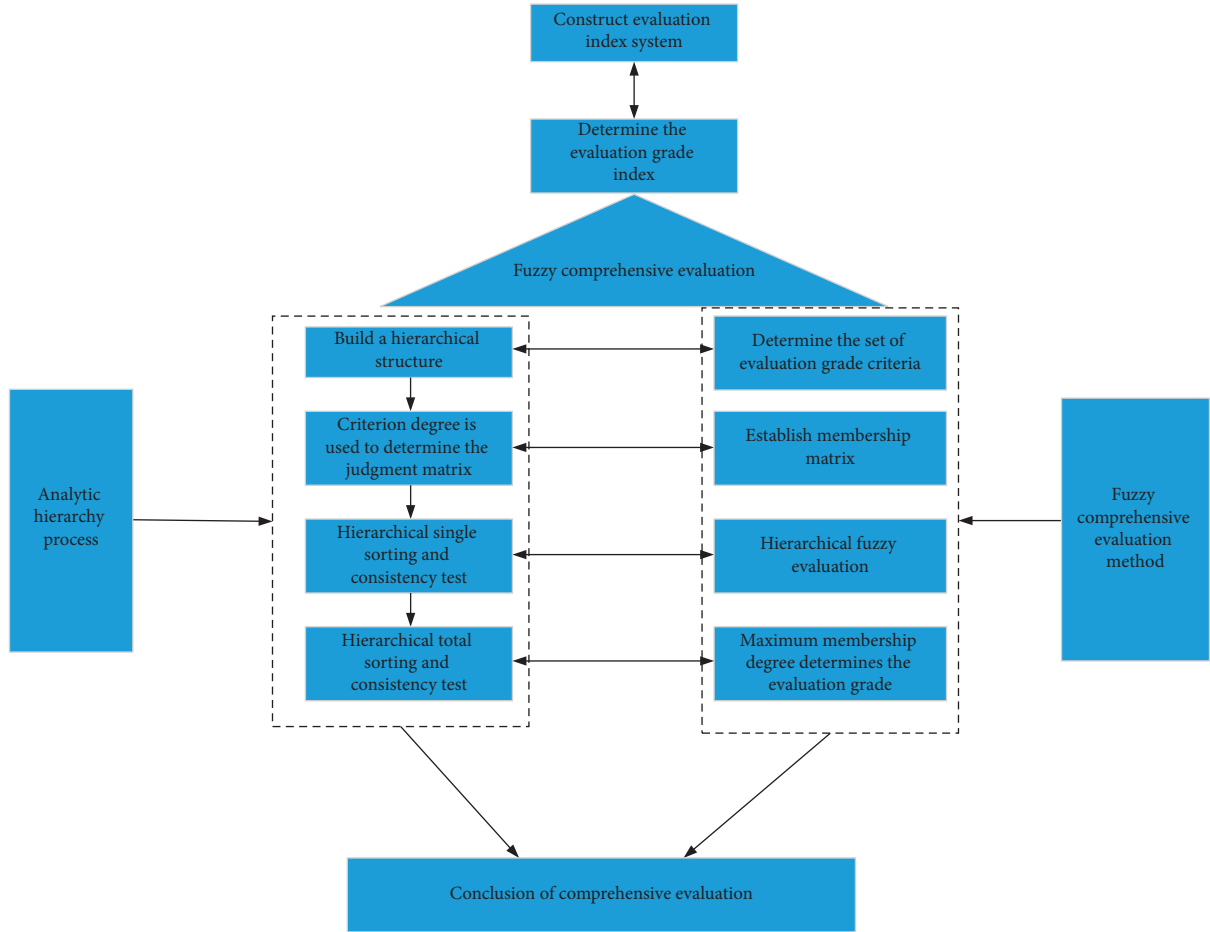 Construct evaluation
index system
Determine the
evaluation grade
index
Fuzzy comprehensive evaluation
Build a hierarchical
structure
Determine the set of
evaluation grade criteria
Criterion degree is
used to determine the
judgment matrix
Establish membership
matrix
Analytic
hierarchy
process
Fuzzy
comprehensive
evaluation
method
Hierarchical single
sorting and
consistency test
Hierarchical fuzzy
evaluation
Hierarchical total
sorting and
consistency test
Maximum membership
degree determines the
evaluation grade
Conclusion of comprehensive evaluation